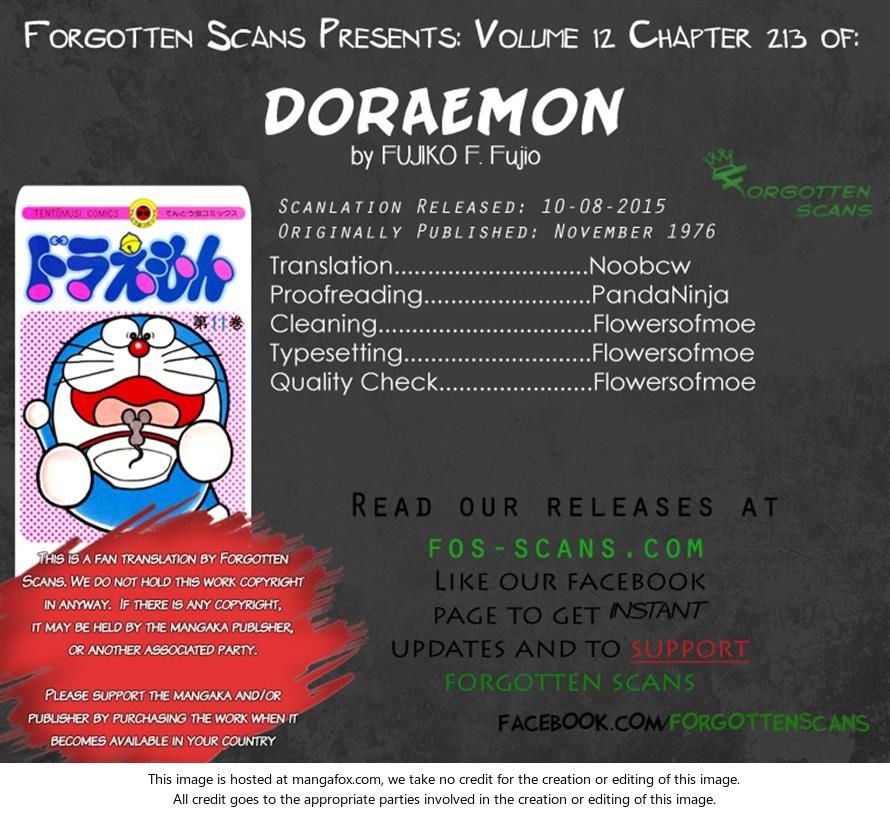 FORGOTTEN SCANS PRESENTS: VOLUME 12 CHAPTER 213 OF:
DORAEMON
by FUJIKO F. Fujio
FORGOTTEN
SCANS
TENTOMUSI COMICS てんとう虫コミックス
ドラえもん
第11巻
SCANLATION RELEASED: 10-08-2015
ORIGINALLY PUBLISHED: NOVEMBER 1976
Translation.............................Noobcw
Proofreading.........................PandaNinja
Cleaning................................Flowersofmoe
Typesetting............................Flowersofmoe
Quality Check.......................Flowersofmoe
READ OUR RELEASES AT
FOS-SCANS.COM
LIKE OUR FACEBOOK
PAGE TO GET INSTANT
UPDATES AND TO SUPPORT
FORGOTTEN SCANS
FACEBOOK.COM/FORGOTTENSCANS
THIS IS A FAN TRANSLATION BY FORGOTTEN
SCANS. WE DO NOT HOLD THIS WORK COPYRIGHT
IN ANYWAY. IF THERE IS ANY COPYRIGHT,
IT MAY BE HELD BY THE MANGAKA PUBLSHER,
OR ANOTHER ASSOCIATED PARTY.
PLEASE SUPPORT THE MANGAKA AND/OR
PUBLISHER BY PURCHASING THE WORK WHEN IT
BECOMES AVAILABLE IN YOUR COUNTRY
This image is hosted at mangafox.com, we take no credit for the creation or editing of this image.
All credit goes to the appropriate parties involved in the creation or editing of this image.